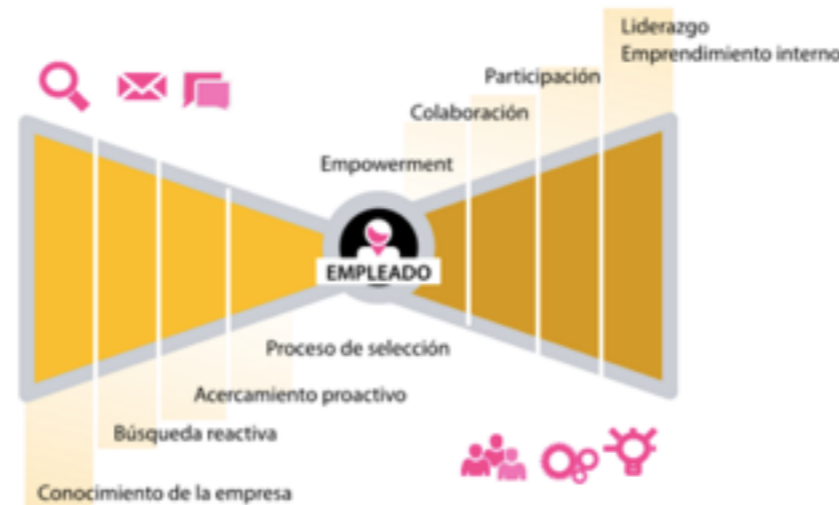 Liderazgo
Emprendimiento interno
Participación
Colaboración
Empowerment
EMPLEADO
Proceso de selección
Acercamiento proactivo
Búsqueda reactiva
Conocimiento de la empresa